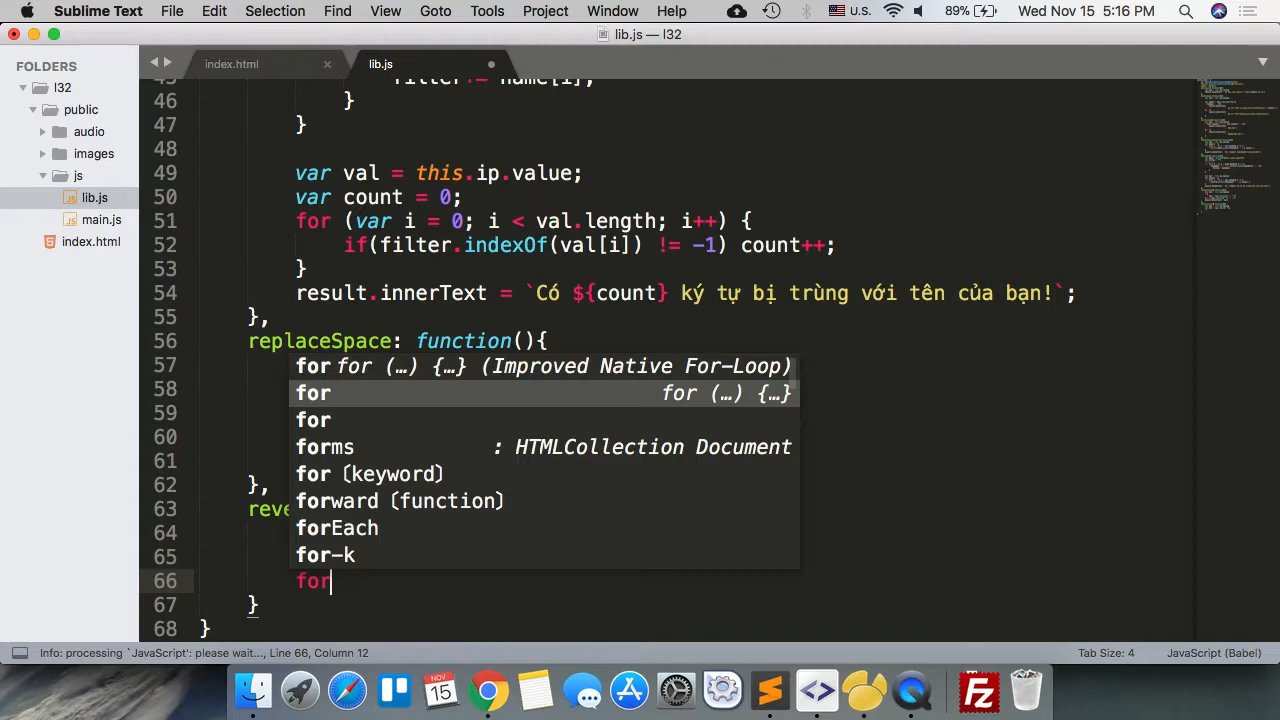 Sublime Text File Edit Selection Find View Goto Tools Project Window Help U.S. 89% Wed Nov 15 5:16 PM
lib.js — l32
FOLDERS
l32
public
audio
images
js
lib.js
main.js
index.html
index.html × lib.js
46 }
47 }
48
49 var val = this.ip.value;
50 var count = 0;
51 for (var i = 0; i < val.length; i++) {
52 if(filter.indexOf(val[i]) != -1) count++;
53 }
54 result.innerText = `Có ${count} ký tự bị trùng với tên của bạn!`;
55 },
56 replaceSpace: function(){
57
58
59
60
61
62 },
63 reve
64
65
66 for
67 }
68 }
for for (…) {…} (Improved Native For-Loop)
for for (…) {…}
for
forms : HTMLCollection Document
for〔keyword〕
forward〔function〕
forEach
for-k
Info: processing `JavaScript': please wait..., Line 66, Column 12 Tab Size: 4 JavaScript (Babel)
NOV
15
Fz